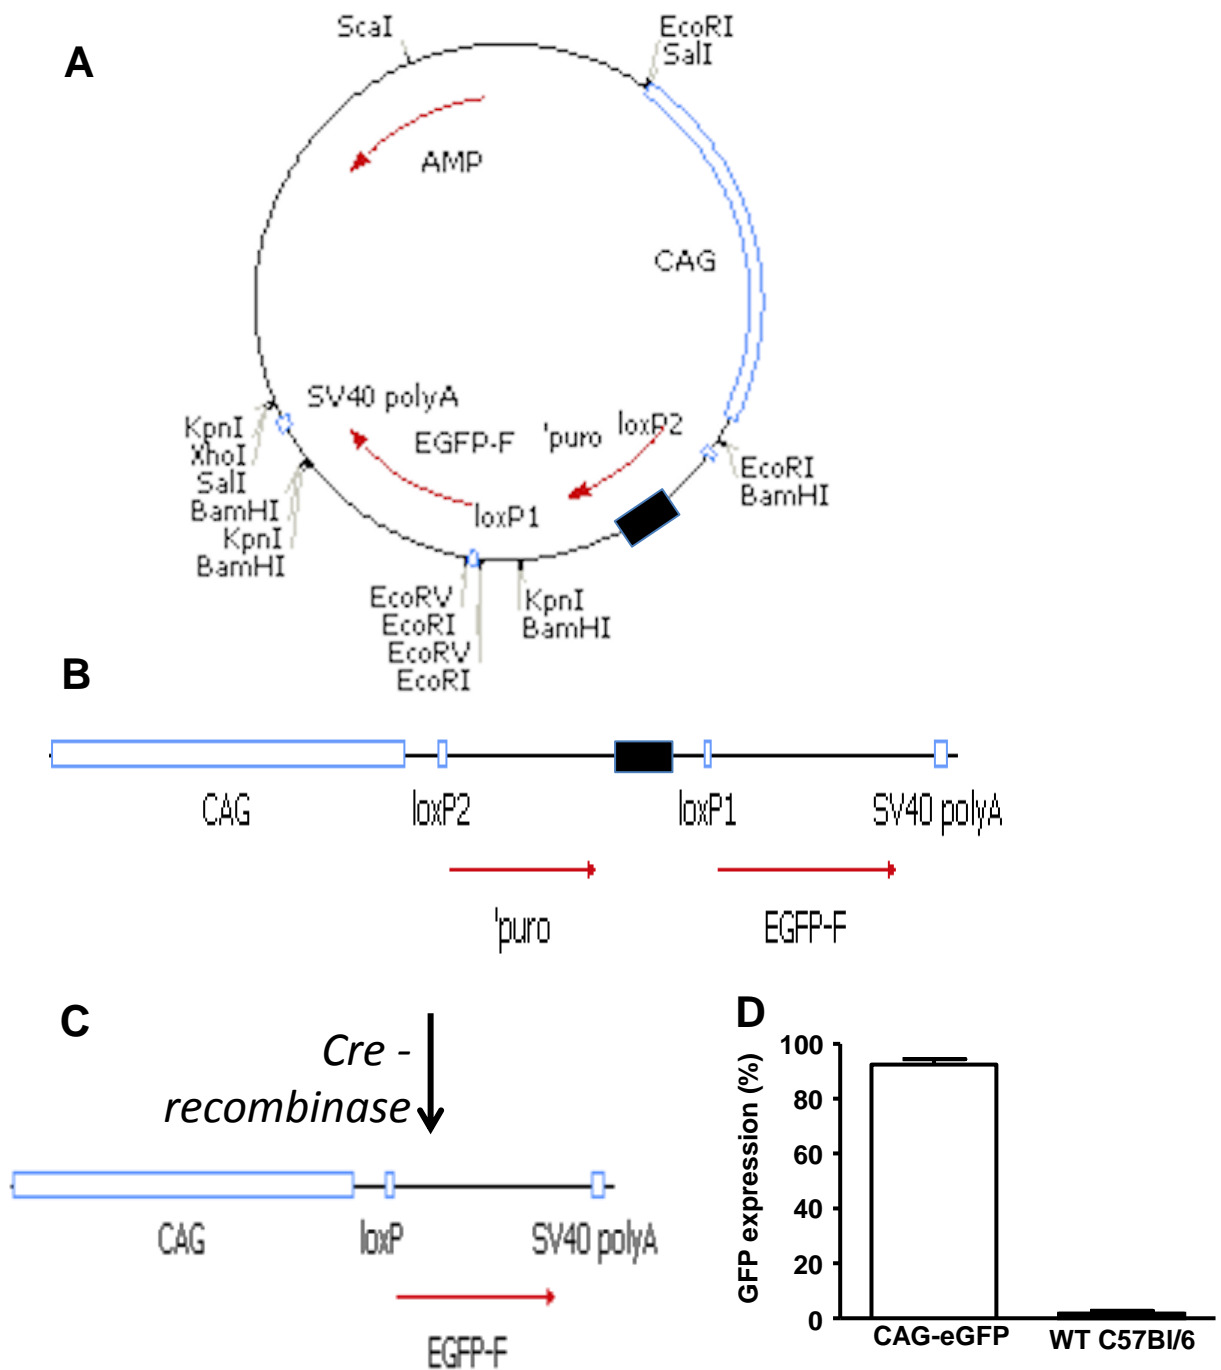 A
ScaI
EcoRI
SalI
AMP
CAG
SV40 polyA
EGFP-F
'puro
loxP2
loxP1
KpnI
XhoI
SalI
BamHI
KpnI
BamHI
EcoRI
BamHI
EcoRV
EcoRI
EcoRV
EcoRI
KpnI
BamHI
B
CAG
loxP2
loxP1
SV40 polyA
'puro
EGFP-F
C
Cre -
recombinase
CAG
loxP
SV40 polyA
EGFP-F
D
GFP expression (%)
100
80
60
40
20
0
CAG-eGFP
WT C57Bl/6